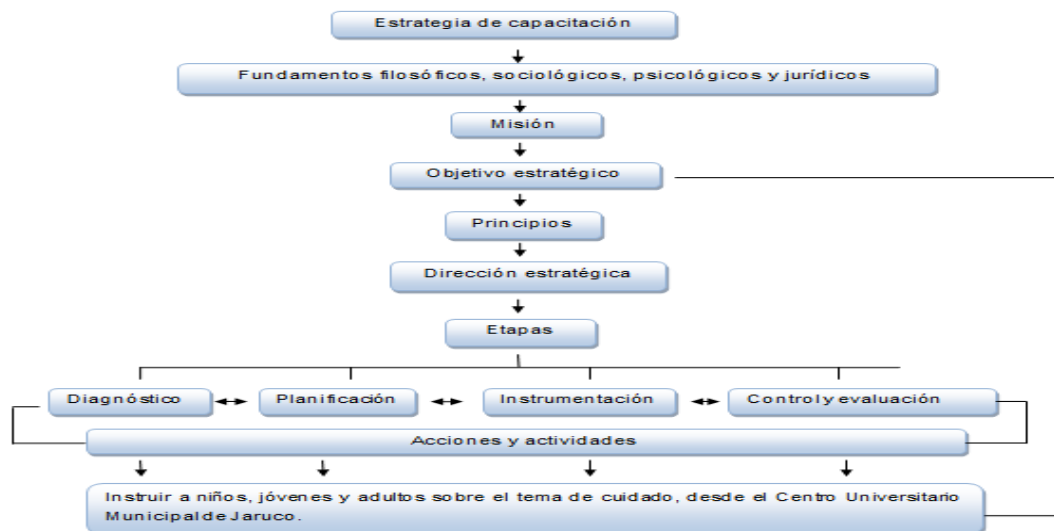 Estrategia de capacitación
Fundamentos filosóficos, sociológicos, psicológicos y jurídicos
Misión
Objetivo estratégico
Principios
Dirección estratégica
Etapas
Diagnóstico
Planificación
Instrumentación
Control y evaluación
Acciones y actividades
Instruir a niños, jóvenes y adultos sobre el tema de cuidado, desde el Centro Universitario
Municipal de Jaruco.